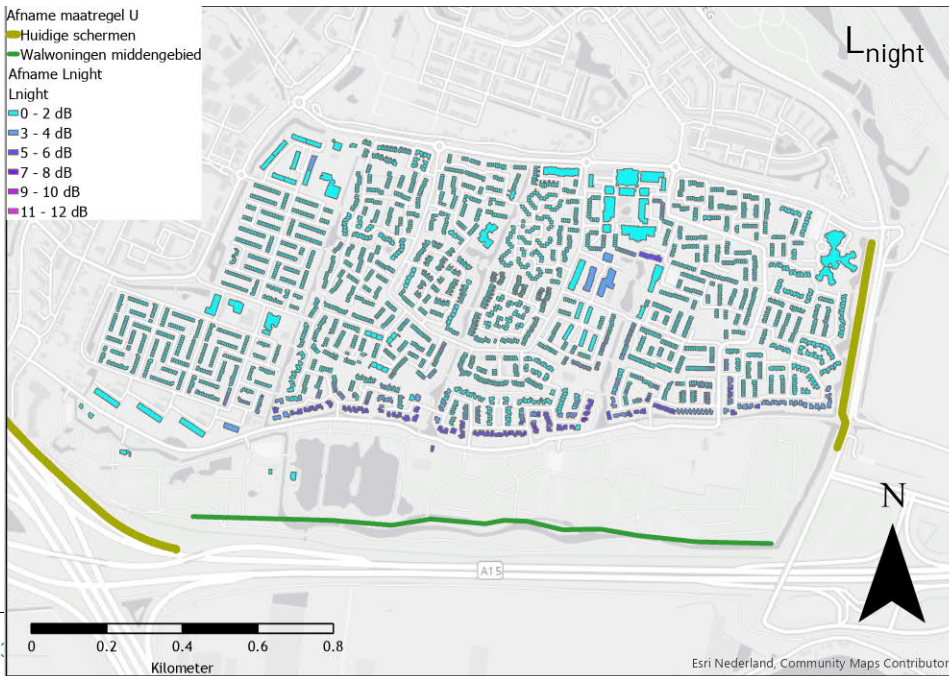 Afname maatregel U
Huidige schermen
Walwoningen middengebied
Afname Lnight
Lnight
0 - 2 dB
3 - 4 dB
5 - 6 dB
7 - 8 dB
9 - 10 dB
11 - 12 dB
Lnight
N
A15
0 0.2 0.4 0.6 0.8
Kilometer
Esri Nederland, Community Maps Contributor